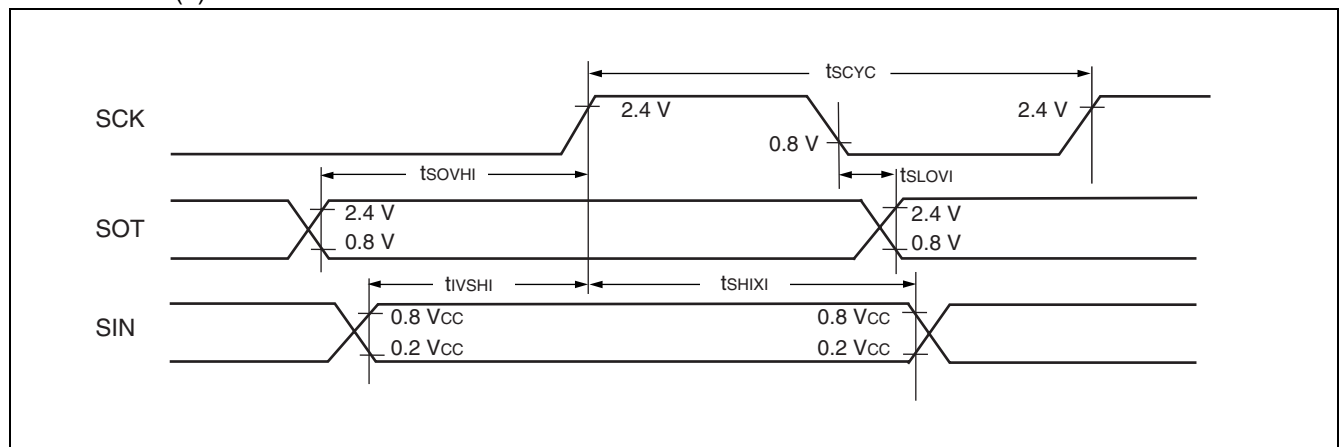 (
)
tSCYC
SCK
2.4 V
2.4 V
0.8 V
tSOVHI
tSLOVI
SOT
2.4 V
2.4 V
0.8 V
0.8 V
tIVSHI
tSHIXI
SIN
0.8 VCC
0.8 VCC
0.2 VCC
0.2 VCC